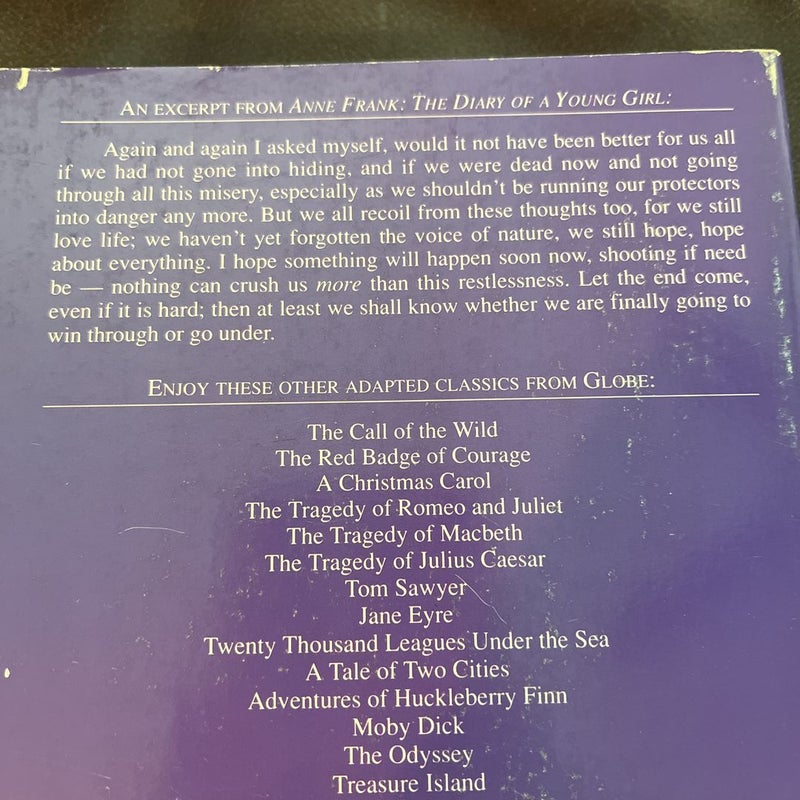 AN EXCERPT FROM ANNE FRANK: THE DIARY OF A YOUNG GIRL:
Again and again I asked myself, would it not have been better for us all
if we had not gone into hiding, and if we were dead now and not going
through all this misery, especially as we shouldn't be running our protectors
into danger any more. But we all recoil from these thoughts too, for we still
love life; we haven't yet forgotten the voice of nature, we still hope, hope
about everything. I hope something will happen soon now, shooting if need
be — nothing can crush us more than this restlessness. Let the end come,
even if it is hard; then at least we shall know whether we are finally going to
win through or go under.
ENJOY THESE OTHER ADAPTED CLASSICS FROM GLOBE:
The Call of the Wild
The Red Badge of Courage
A Christmas Carol
The Tragedy of Romeo and Juliet
The Tragedy of Macbeth
The Tragedy of Julius Caesar
Tom Sawyer
Jane Eyre
Twenty Thousand Leagues Under the Sea
A Tale of Two Cities
Adventures of Huckleberry Finn
Moby Dick
The Odyssey
Treasure Island